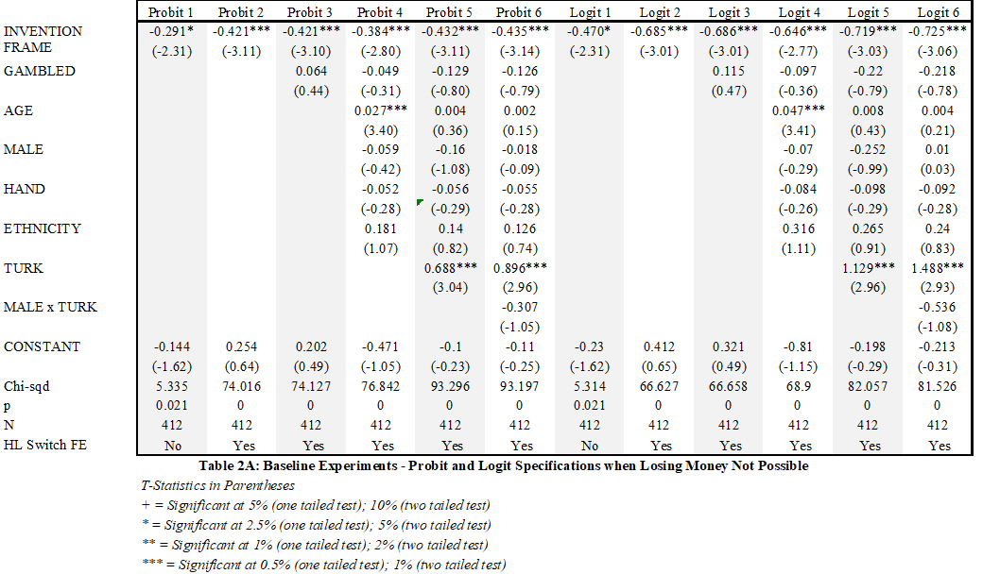 Probit 1 Probit 2 Probit 3 Probit 4 Probit 5 Probit 6 Logit 1 Logit 2 Logit 3 Logit 4 Logit 5 Logit 6
INVENTION FRAME -0.291* -0.421*** -0.421*** -0.384*** -0.432*** -0.435*** -0.470* -0.685*** -0.686*** -0.646*** -0.719*** -0.725***
(-2.31) (-3.11) (-3.10) (-2.80) (-3.11) (-3.14) (-2.31) (-3.01) (-3.01) (-2.77) (-3.03) (-3.06)
GAMBLED 0.064 -0.049 -0.129 -0.126 0.115 -0.097 -0.22 -0.218
(0.44) (-0.31) (-0.80) (-0.79) (0.47) (-0.36) (-0.79) (-0.78)
AGE 0.027*** 0.004 0.002 0.047*** 0.008 0.004
(3.40) (0.36) (0.15) (3.41) (0.43) (0.21)
MALE -0.059 -0.16 -0.018 -0.07 -0.252 0.01
(-0.42) (-1.08) (-0.09) (-0.29) (-0.99) (0.03)
HAND -0.052 -0.056 -0.055 -0.084 -0.098 -0.092
(-0.28) (-0.29) (-0.28) (-0.26) (-0.29) (-0.28)
ETHNICITY 0.181 0.14 0.126 0.316 0.265 0.24
(1.07) (0.82) (0.74) (1.11) (0.91) (0.83)
TURK 0.688*** 0.896*** 1.129*** 1.488***
(3.04) (2.96) (2.96) (2.93)
MALE x TURK -0.307 -0.536
(-1.05) (-1.08)
CONSTANT -0.144 0.254 0.202 -0.471 -0.1 -0.11 -0.23 0.412 0.321 -0.81 -0.198 -0.213
(-1.62) (0.64) (0.49) (-1.05) (-0.23) (-0.25) (-1.62) (0.65) (0.49) (-1.15) (-0.29) (-0.31)
Chi-sqd 5.335 74.016 74.127 76.842 93.296 93.197 5.314 66.627 66.658 68.9 82.057 81.526
p 0.021 0 0 0 0 0 0.021 0 0 0 0 0
N 412 412 412 412 412 412 412 412 412 412 412 412
HL Switch FE No Yes Yes Yes Yes Yes No Yes Yes Yes Yes Yes
Table 2A: Baseline Experiments - Probit and Logit Specifications when Losing Money Not Possible
T-Statistics in Parentheses
+ = Significant at 5% (one tailed test); 10% (two tailed test)
* = Significant at 2.5% (one tailed test); 5% (two tailed test)
** = Significant at 1% (one tailed test); 2% (two tailed test)
*** = Significant at 0.5% (one tailed test); 1% (two tailed test)